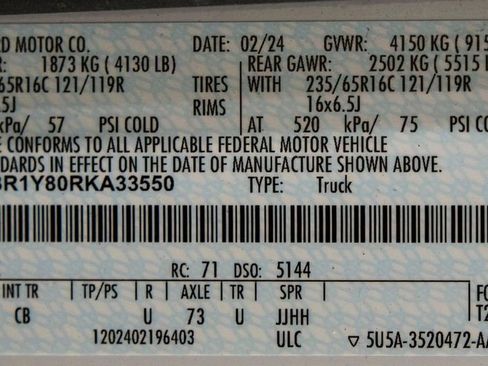 RD MOTOR CO. DATE: 02/24 GVWR: 4150 KG ( 915
R: 1873 KG ( 4130 LB) REAR GAWR: 2502 KG ( 5515
65R16C 121/119R TIRES WITH 235/65R16C 121/119R
.5J RIMS 16x6.5J
kPa/ 57 PSI COLD AT 520 kPa/ 75 PSI CO
E CONFORMS TO ALL APPLICABLE FEDERAL MOTOR VEHICLE
DARDS IN EFFECT ON THE DATE OF MANUFACTURE SHOWN ABOVE.
BR1Y80RKA33550 TYPE: Truck
RC: 71 DSO: 5144
INT TR TP/PS R AXLE TR SPR
CB U 73 U JJHH
1202402196403 ULC ▽ 5U5A-3520472-A